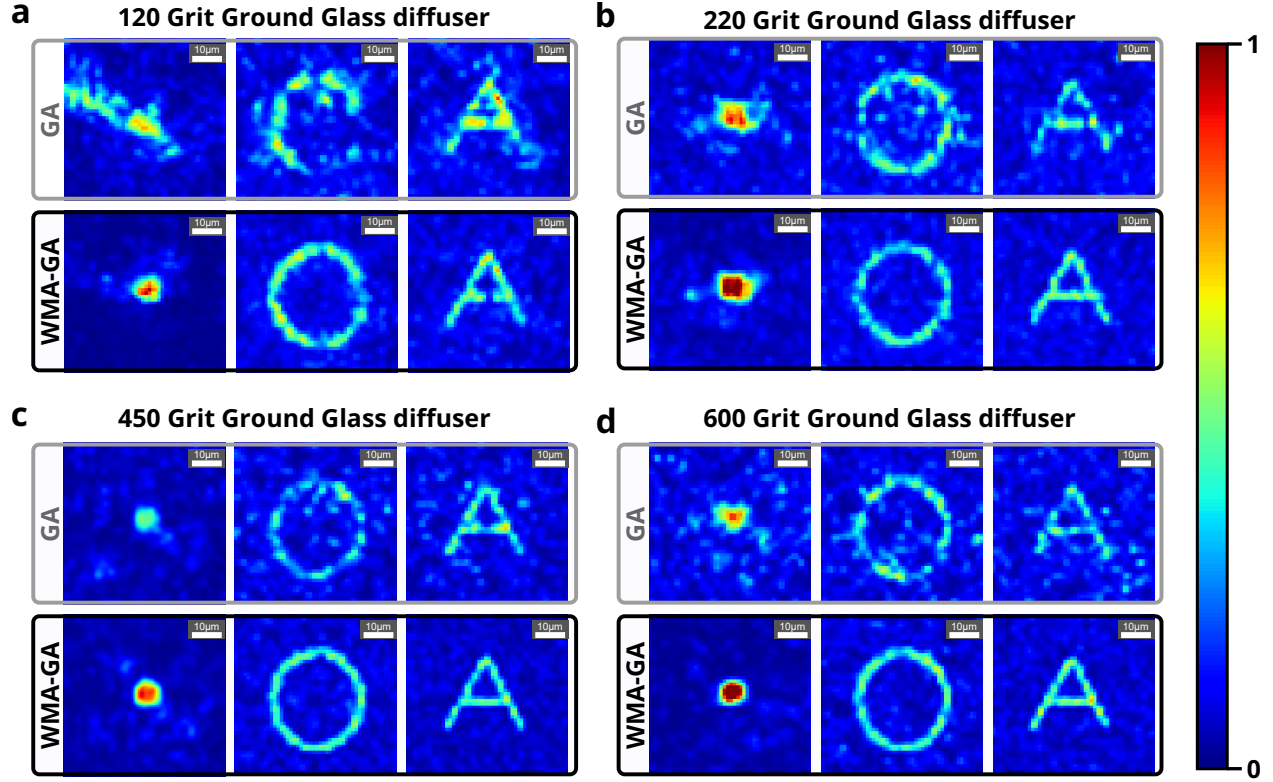 a
120 Grit Ground Glass diffuser
GA
10μm
10μm
10μm
WMA-GA
10μm
10μm
10μm
b
220 Grit Ground Glass diffuser
GA
10μm
10μm
10μm
WMA-GA
10μm
10μm
10μm
c
450 Grit Ground Glass diffuser
GA
10μm
10μm
10μm
WMA-GA
10μm
10μm
10μm
d
600 Grit Ground Glass diffuser
GA
10μm
10μm
10μm
WMA-GA
10μm
10μm
10μm
1
0